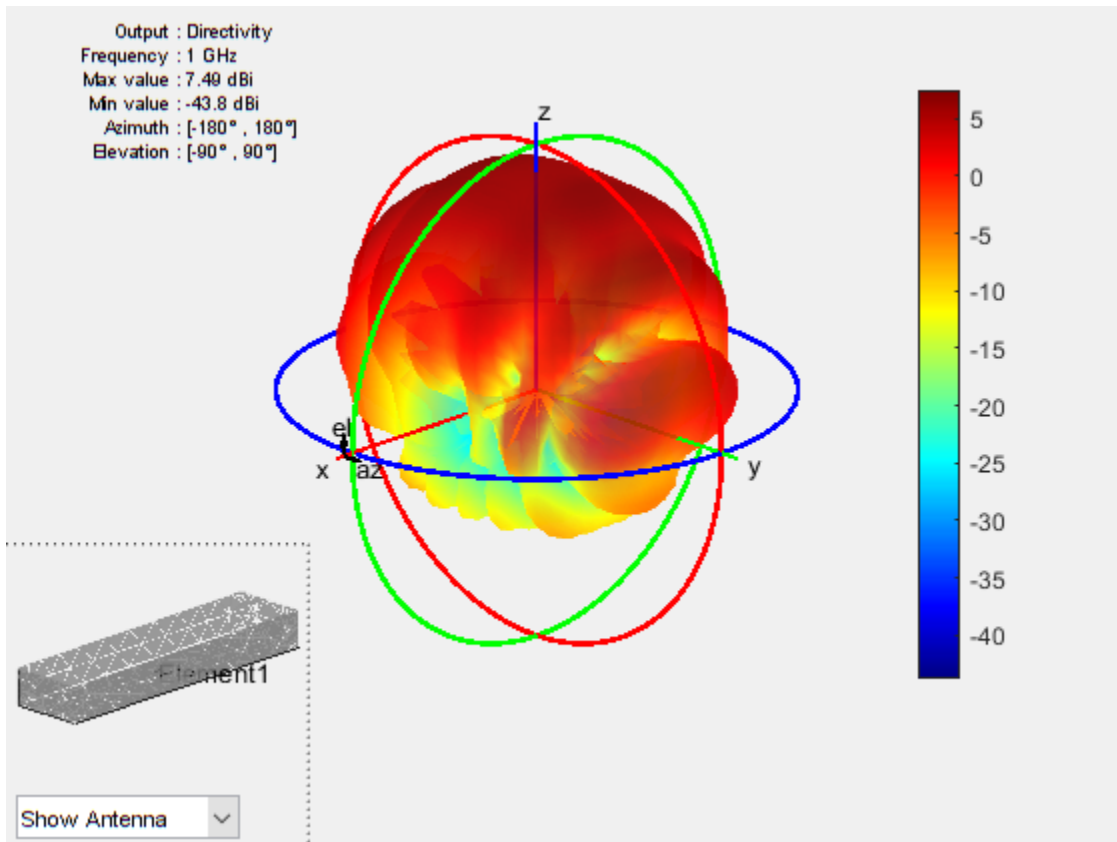 Output : Directivity
Frequency : 1 GHz
Max value : 7.49 dBi
Min value : -43.8 dBi
Azimuth : [-180° , 180°]
Elevation : [-90° , 90°]
z
5
0
-5
-10
-15
-20
-25
-30
-35
-40
el
x
az
y
Element1
Show Antenna